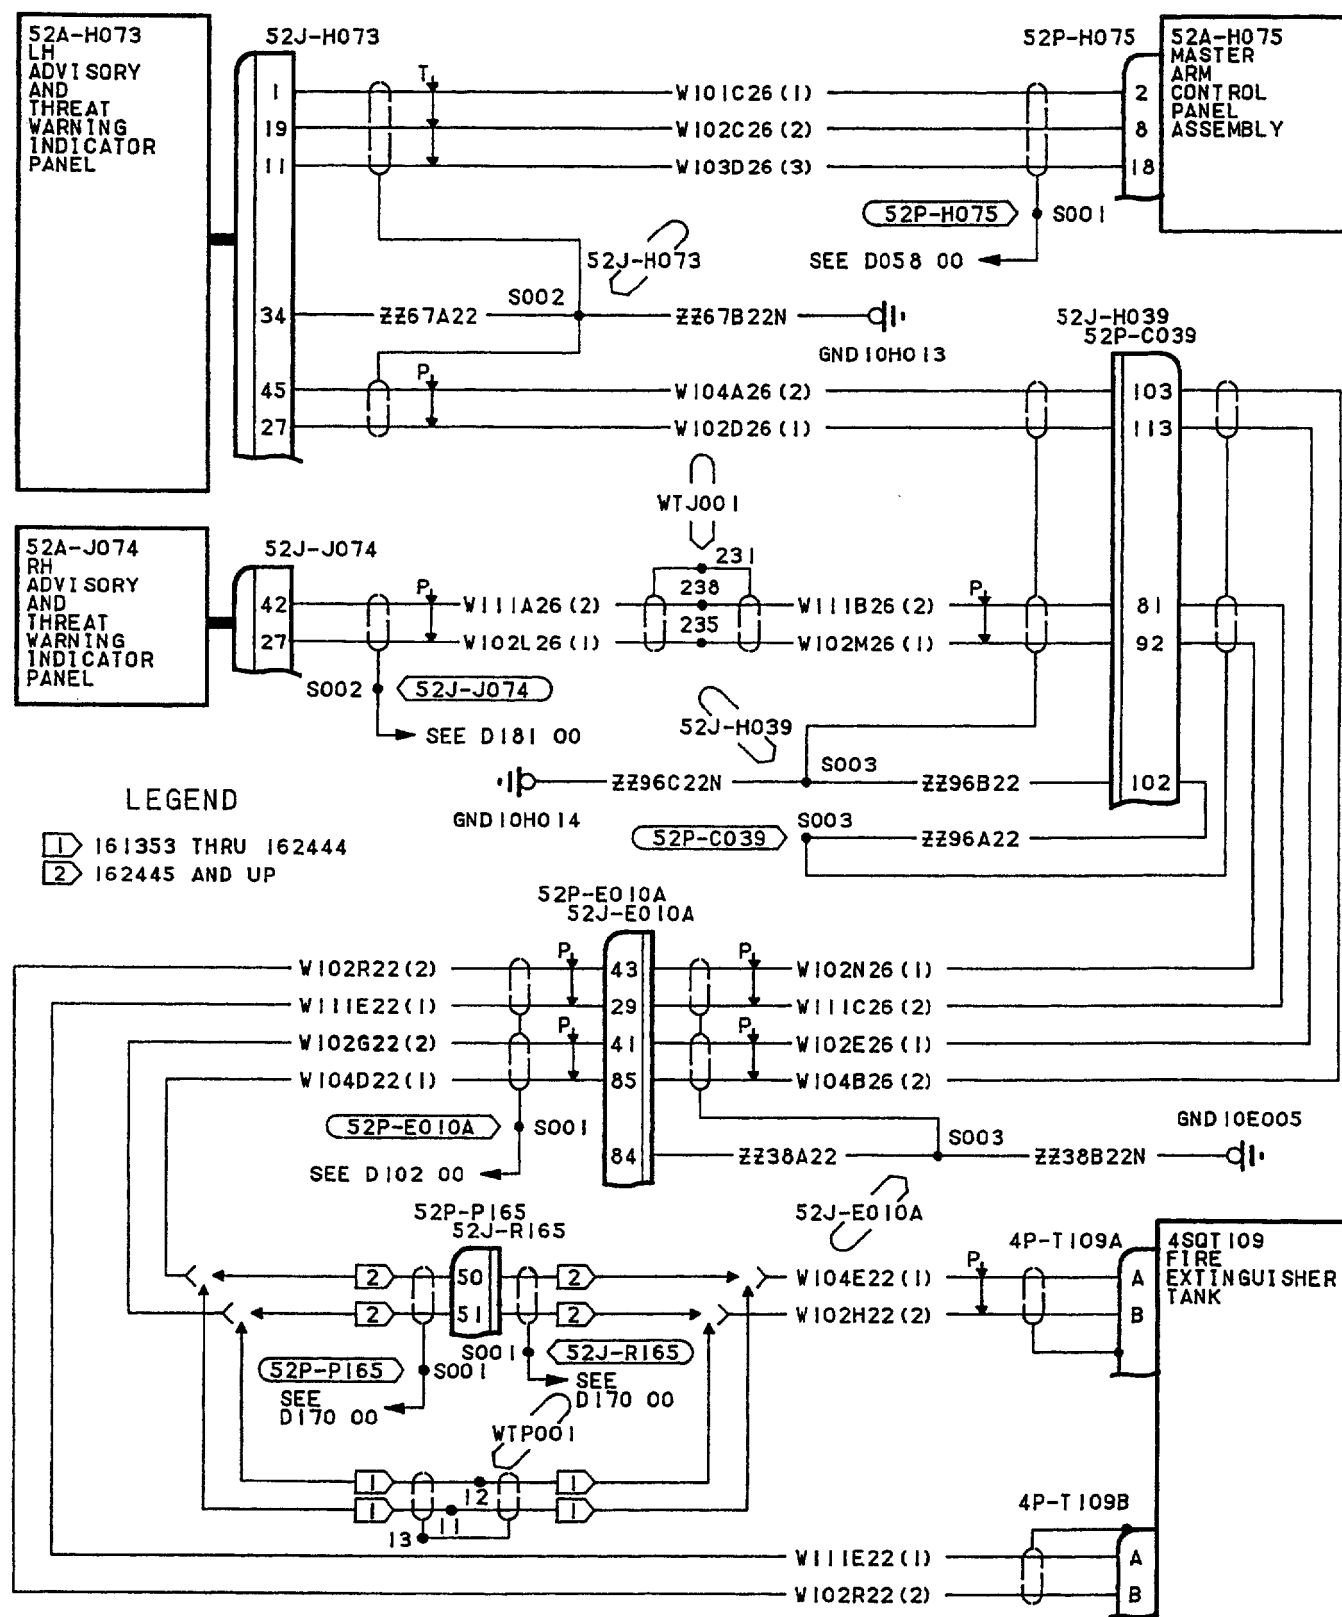 52A-H073
LH
ADVISORY
AND
THREAT
WARNING
INDICATOR
PANEL
52J-H073
1
19
11
34
45
27
T
W101C26(1)
W102C26(2)
W103D26(3)
52P-H075
2
8
18
52A-H075
MASTER
ARM
CONTROL
PANEL
ASSEMBLY
52P-H075
S001
SEE D058 00
52J-H073
S002
ZZ67A22
ZZ67B22N
GND10H013
P
W104A26(2)
W102D26(1)
52J-H039
52P-C039
103
113
81
92
102
WTJ001
231
238
235
52A-J074
RH
ADVISORY
AND
THREAT
WARNING
INDICATOR
PANEL
52J-J074
42
27
P
W111A26(2)
W102L26(1)
W111B26(2)
W102M26(1)
P
S002
52J-J074
SEE D181 00
52J-H039
S003
ZZ96C22N
ZZ96B22
GND10H014
52P-C039
S003
ZZ96A22
LEGEND
1 161353 THRU 162444
2 162445 AND UP
52P-E010A
52J-E010A
W102R22(2)
P
43
P
W102N26(1)
W111E22(1)
29
W111C26(2)
W102G22(2)
P
41
P
W102E26(1)
W104D22(1)
85
W104B26(2)
52P-E010A
S001
SEE D102 00
84
ZZ38A22
S003
ZZ38B22N
GND10E005
52J-E010A
52P-P165
52J-R165
2
50
2
2
51
2
W104E22(1)
W102H22(2)
P
4P-T109A
A
B
4SQT109
FIRE
EXTINGUISHER
TANK
S001
52J-R165
52P-P165
S001
SEE
D170 00
SEE
D170 00
WTP001
1
12
1
1
11
1
13
4P-T109B
W111E22(1)
A
W102R22(2)
B